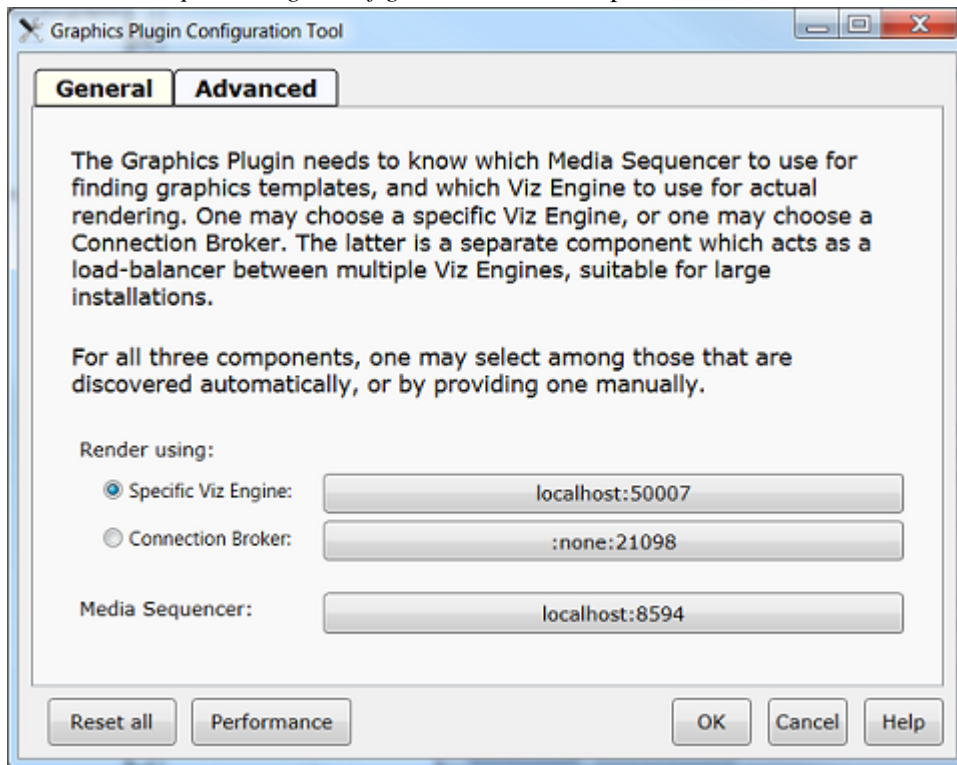 Graphics Plugin Configuration Tool
General Advanced
The Graphics Plugin needs to know which Media Sequencer to use for
finding graphics templates, and which Viz Engine to use for actual
rendering. One may choose a specific Viz Engine, or one may choose a
Connection Broker. The latter is a separate component which acts as a
load-balancer between multiple Viz Engines, suitable for large
installations.
For all three components, one may select among those that are
discovered automatically, or by providing one manually.
Render using:
Specific Viz Engine: localhost:50007
Connection Broker: :none:21098
Media Sequencer: localhost:8594
Reset all Performance OK Cancel Help